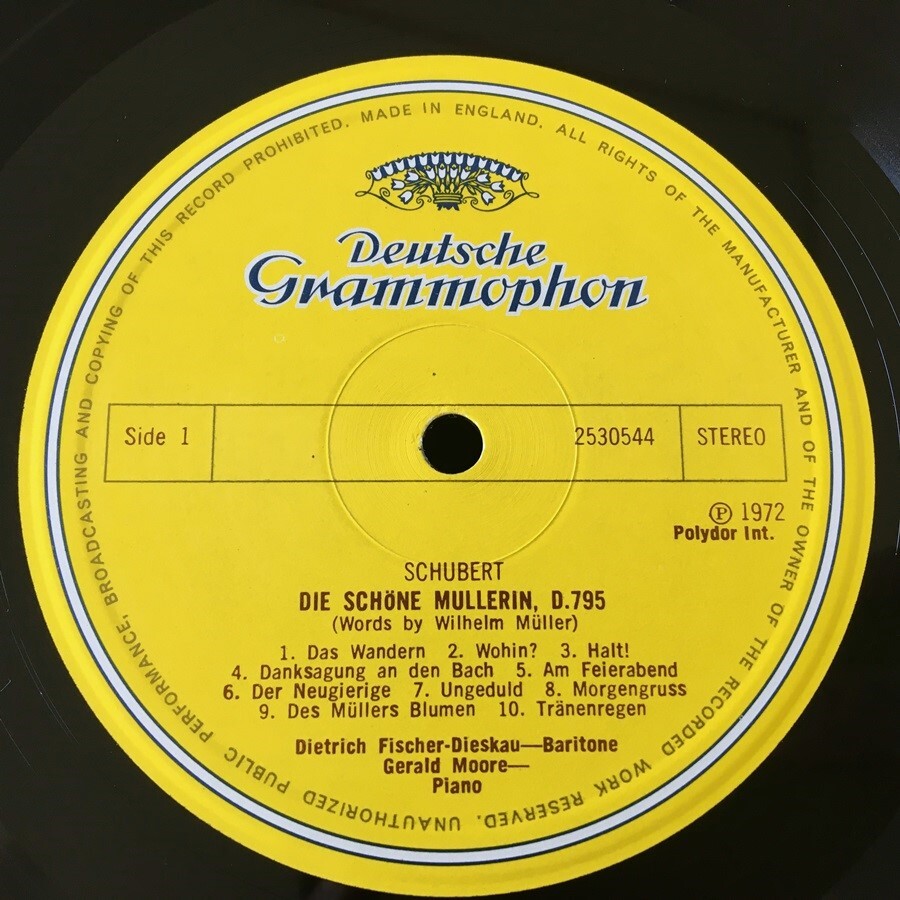 MADE IN ENGLAND. ALL RIGHTS OF THE MANUFACTURER AND OF THE OWNER OF THE RECORDED WORK RESERVED. UNAUTHORIZED PUBLIC PERFORMANCE, BROADCASTING AND COPYING OF THIS RECORD PROHIBITED.
Deutsche
Grammophon
Side 1 2530544 STEREO
Ⓟ 1972
Polydor Int.
SCHUBERT
DIE SCHÖNE MULLERIN, D.795
(Words by Wilhelm Müller)
1. Das Wandern 2. Wohin? 3. Halt!
4. Danksagung an den Bach 5. Am Feierabend
6. Der Neugierige 7. Ungeduld 8. Morgengruss
9. Des Müllers Blumen 10. Tränenregen
Dietrich Fischer-Dieskau—Baritone
Gerald Moore—
Piano